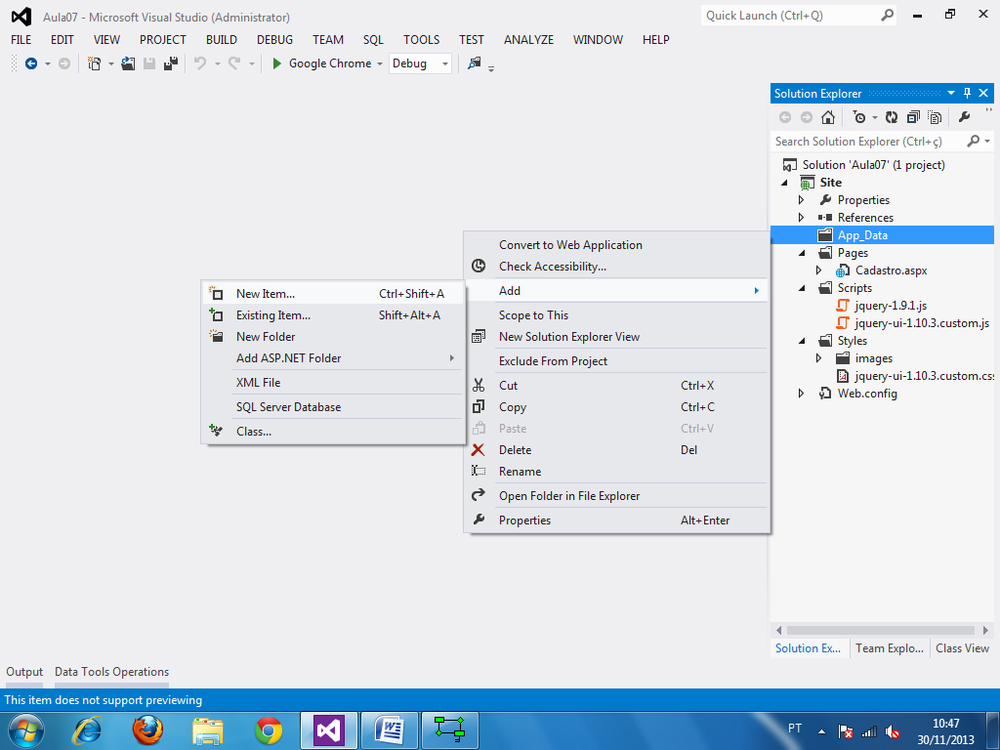 Aula07 - Microsoft Visual Studio (Administrator)
Quick Launch (Ctrl+Q)
FILE EDIT VIEW PROJECT BUILD DEBUG TEAM SQL TOOLS TEST ANALYZE WINDOW HELP
Google Chrome Debug
Solution Explorer
Search Solution Explorer (Ctrl+ç)
Solution 'Aula07' (1 project)
Site
Properties
References
App_Data
Pages
Cadastro.aspx
Scripts
jquery-1.9.1.js
jquery-ui-1.10.3.custom.js
Styles
images
jquery-ui-1.10.3.custom.css
Web.config
Convert to Web Application
Check Accessibility...
Add
Scope to This
New Solution Explorer View
Exclude From Project
Cut Ctrl+X
Copy Ctrl+C
Paste Ctrl+V
Delete Del
Rename
Open Folder in File Explorer
Properties Alt+Enter
New Item... Ctrl+Shift+A
Existing Item... Shift+Alt+A
New Folder
Add ASP.NET Folder
XML File
SQL Server Database
Class...
Solution Ex... Team Explo... Class View
Output Data Tools Operations
This item does not support previewing
PT
10:47
30/11/2013